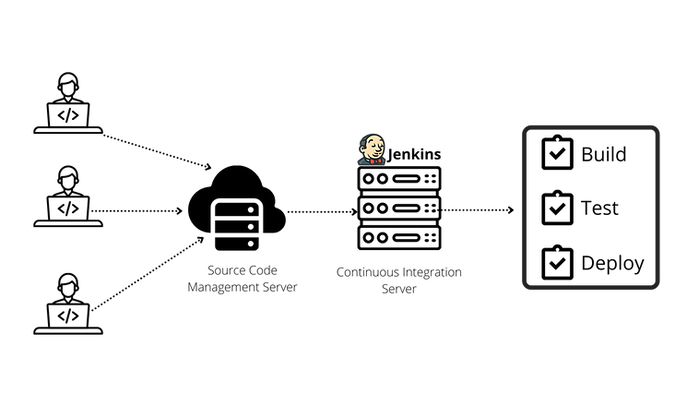 </>
</>
</>
Source Code
Management Server
Jenkins
Continuous Integration
Server
Build
Test
Deploy